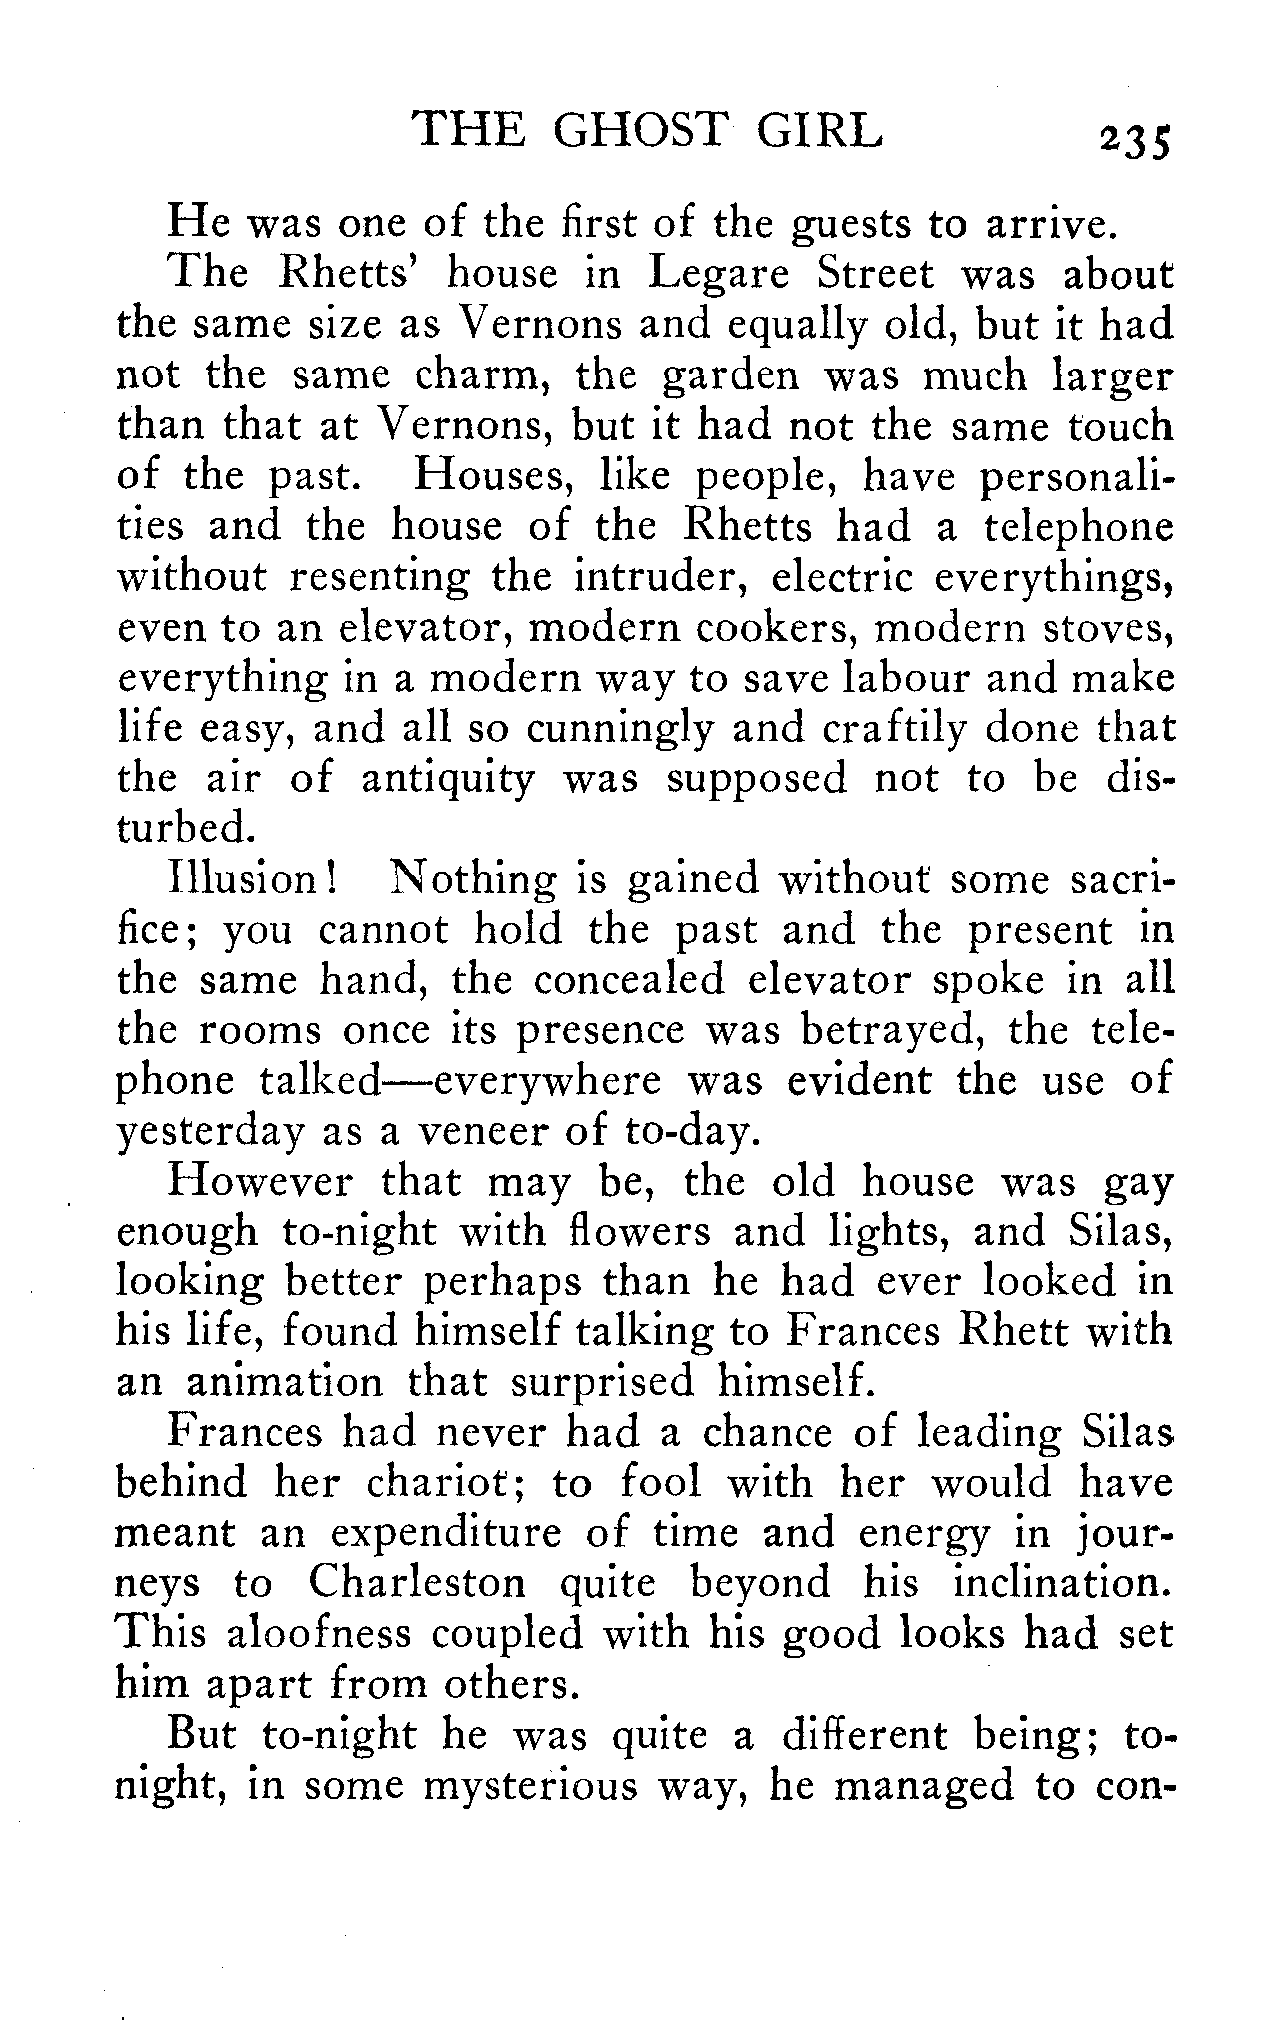 THE GHOST GIRL 235
He was one of the first of the guests to arrive.
The Rhetts' house in Legare Street was about
the same size as Vernons and equally old, but it had
not the same charm, the garden was much larger
than that at Vernons, but it had not the same touch
of the past. Houses, like people, have personali-
ties and the house of the Rhetts had a telephone
without resenting the intruder, electric everythings,
even to an elevator, modern cookers, modern stoves,
everything in a modern way to save labour and make
life easy, and all so cunningly and craftily done that
the air of antiquity was supposed not to be dis-
turbed.
Illusion! Nothing is gained without some sacri-
fice; you cannot hold the past and the present in
the same hand, the concealed elevator spoke in all
the rooms once its presence was betrayed, the tele-
phone talked—everywhere was evident the use of
yesterday as a veneer of to-day.
However that may be, the old house was gay
enough to-night with flowers and lights, and Silas,
looking better perhaps than he had ever looked in
his life, found himself talking to Frances Rhett with
an animation that surprised himself.
Frances had never had a chance of leading Silas
behind her chariot; to fool with her would have
meant an expenditure of time and energy in jour-
neys to Charleston quite beyond his inclination.
This aloofness coupled with his good looks had set
him apart from others.
But to-night he was quite a different being; to-
night, in some mysterious way, he managed to con-